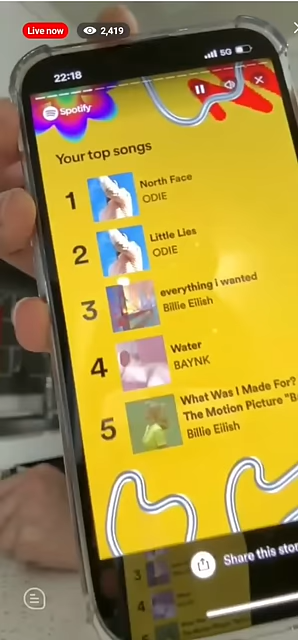 Live now
2,419
22:18
5G
Spotify
Your top songs
1
North Face
ODIE
2
Little Lies
ODIE
3
everything i wanted
Billie Eilish
4
Water
BAYNK
5
What Was I Made For?
The Motion Picture "B
Billie Eilish
Share this stor
3
4